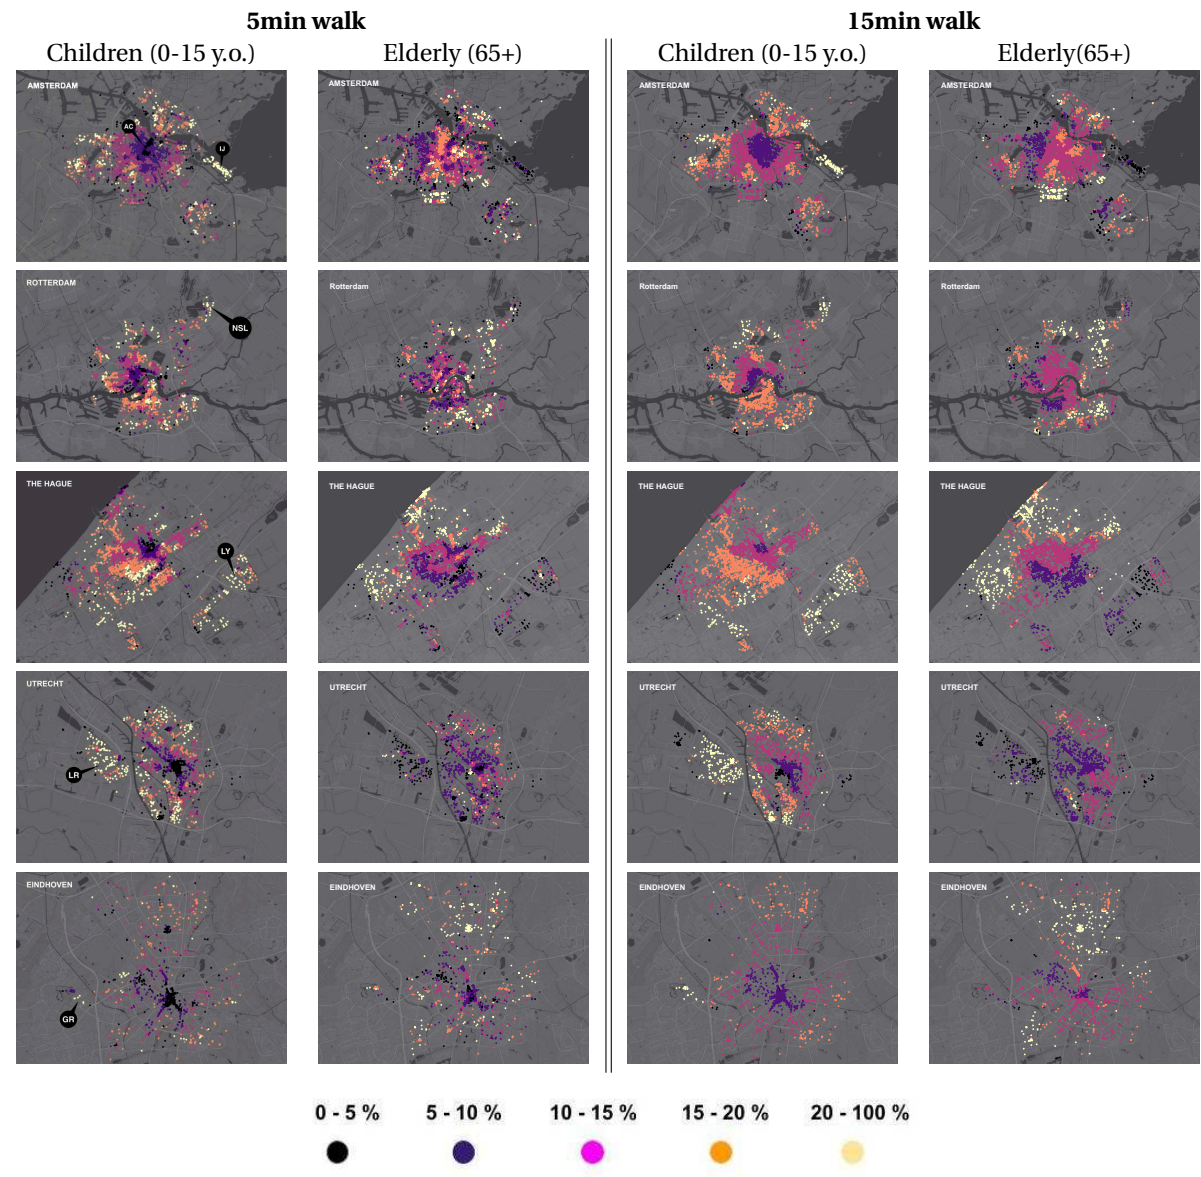 5min walk 15min walk
Children (0-15 y.o.) Elderly (65+) Children (0-15 y.o.) Elderly(65+)
AMSTERDAM AMSTERDAM AMSTERDAM AMSTERDAM
AC
IJ
ROTTERDAM Rotterdam Rotterdam Rotterdam
NSL
THE HAGUE THE HAGUE THE HAGUE THE HAGUE
LY
UTRECHT UTRECHT UTRECHT UTRECHT
LR
EINDHOVEN EINDHOVEN EINDHOVEN EINDHOVEN
GR
0 - 5 % 5 - 10 % 10 - 15 % 15 - 20 % 20 - 100 %